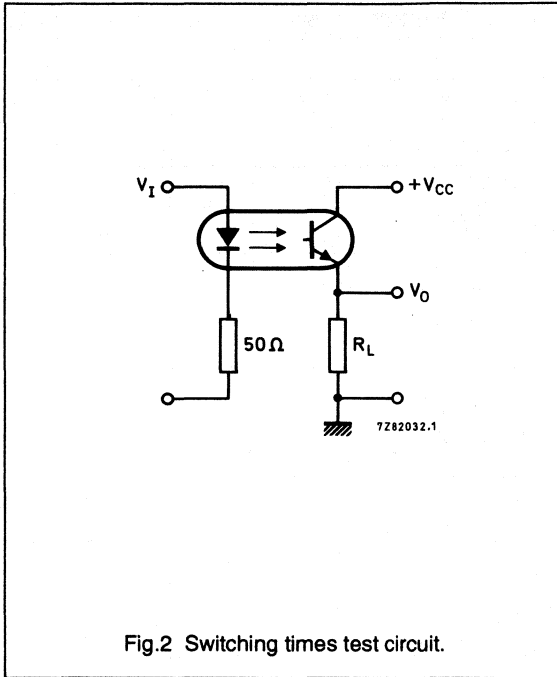 V_I
+V_CC
V_O
50Ω
R_L
7Z82032.1
Fig.2 Switching times test circuit.